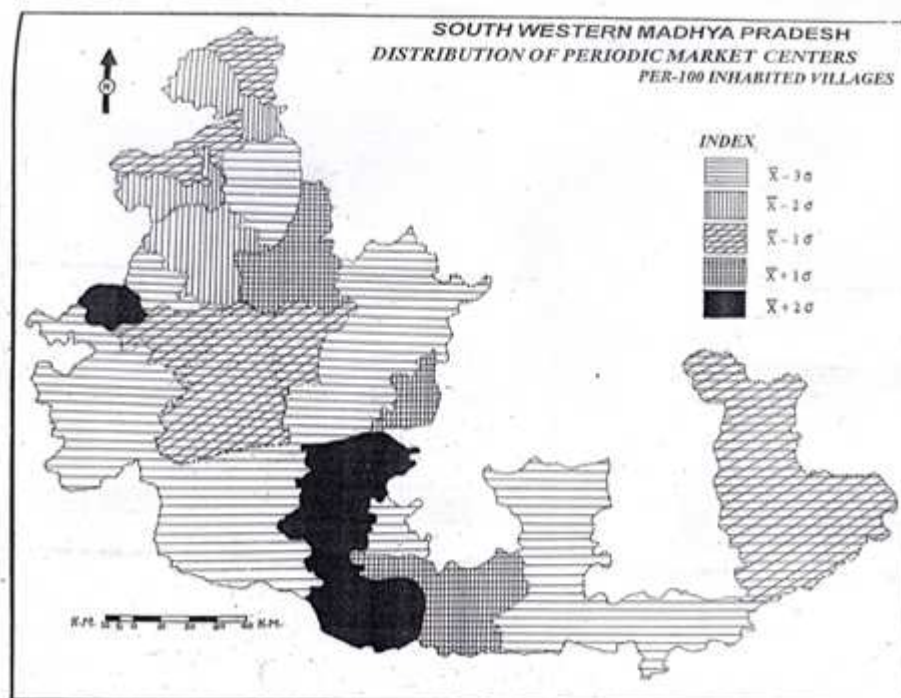 SOUTH WESTERN MADHYA PRADESH
DISTRIBUTION OF PERIODIC MARKET CENTERS
PER-100 INHABITED VILLAGES
N
INDEX
X̄-3σ
X̄-2σ
X̄-1σ
X̄+1σ
X̄+2σ
K.M. K.M.